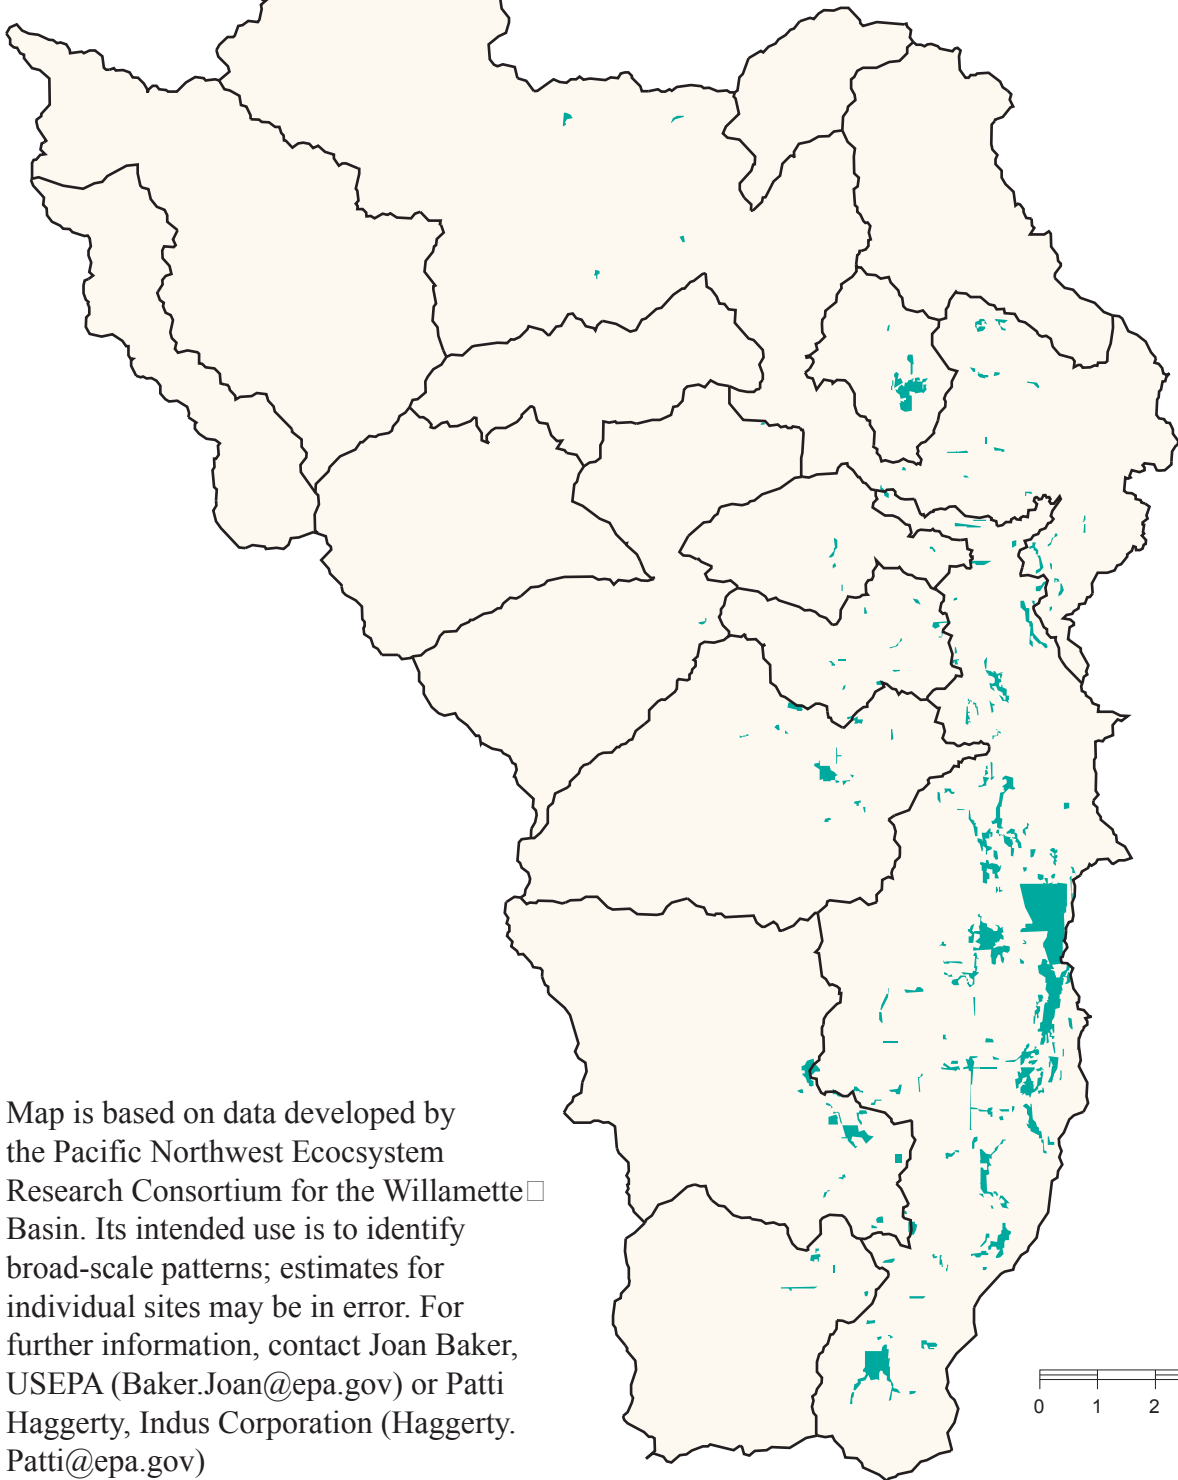 Map is based on data developed by
the Pacific Northwest Ecocsystem
Research Consortium for the Willamette□
Basin. Its intended use is to identify
broad-scale patterns; estimates for
individual sites may be in error. For
further information, contact Joan Baker,
USEPA (Baker.Joan@epa.gov) or Patti
Haggerty, Indus Corporation (Haggerty.
Patti@epa.gov)
0 1 2